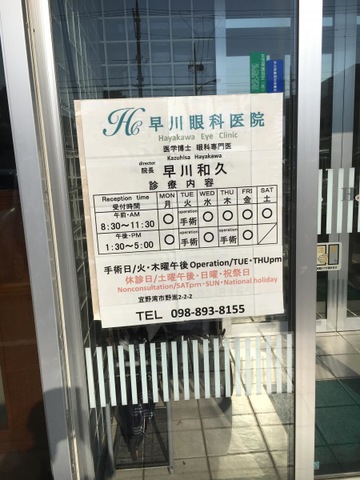 Hc 早川眼科医院
Hayakawa Eye Clinic
医学博士 眼科専門医
Kazuhisa Hayakawa
director 院長 早川和久
診療内容
Reception time 受付時間 MON 月 TUE 火 WED 水 THU 木 FRI 金 SAT 土
午前・AM 8:30～11:30 ○ operation 手術 ○ ○ ○ ○
午後・PM 1:30～5:00 ○ operation 手術 ○ operation 手術 ○
手術日/火・木曜午後 Operation/TUE・THUpm
休診日/土曜午後・日曜・祝祭日
Nonconsultation/SATpm・SUN・National holiday
宜野湾市野嵩2-2-2
TEL 098-893-8155